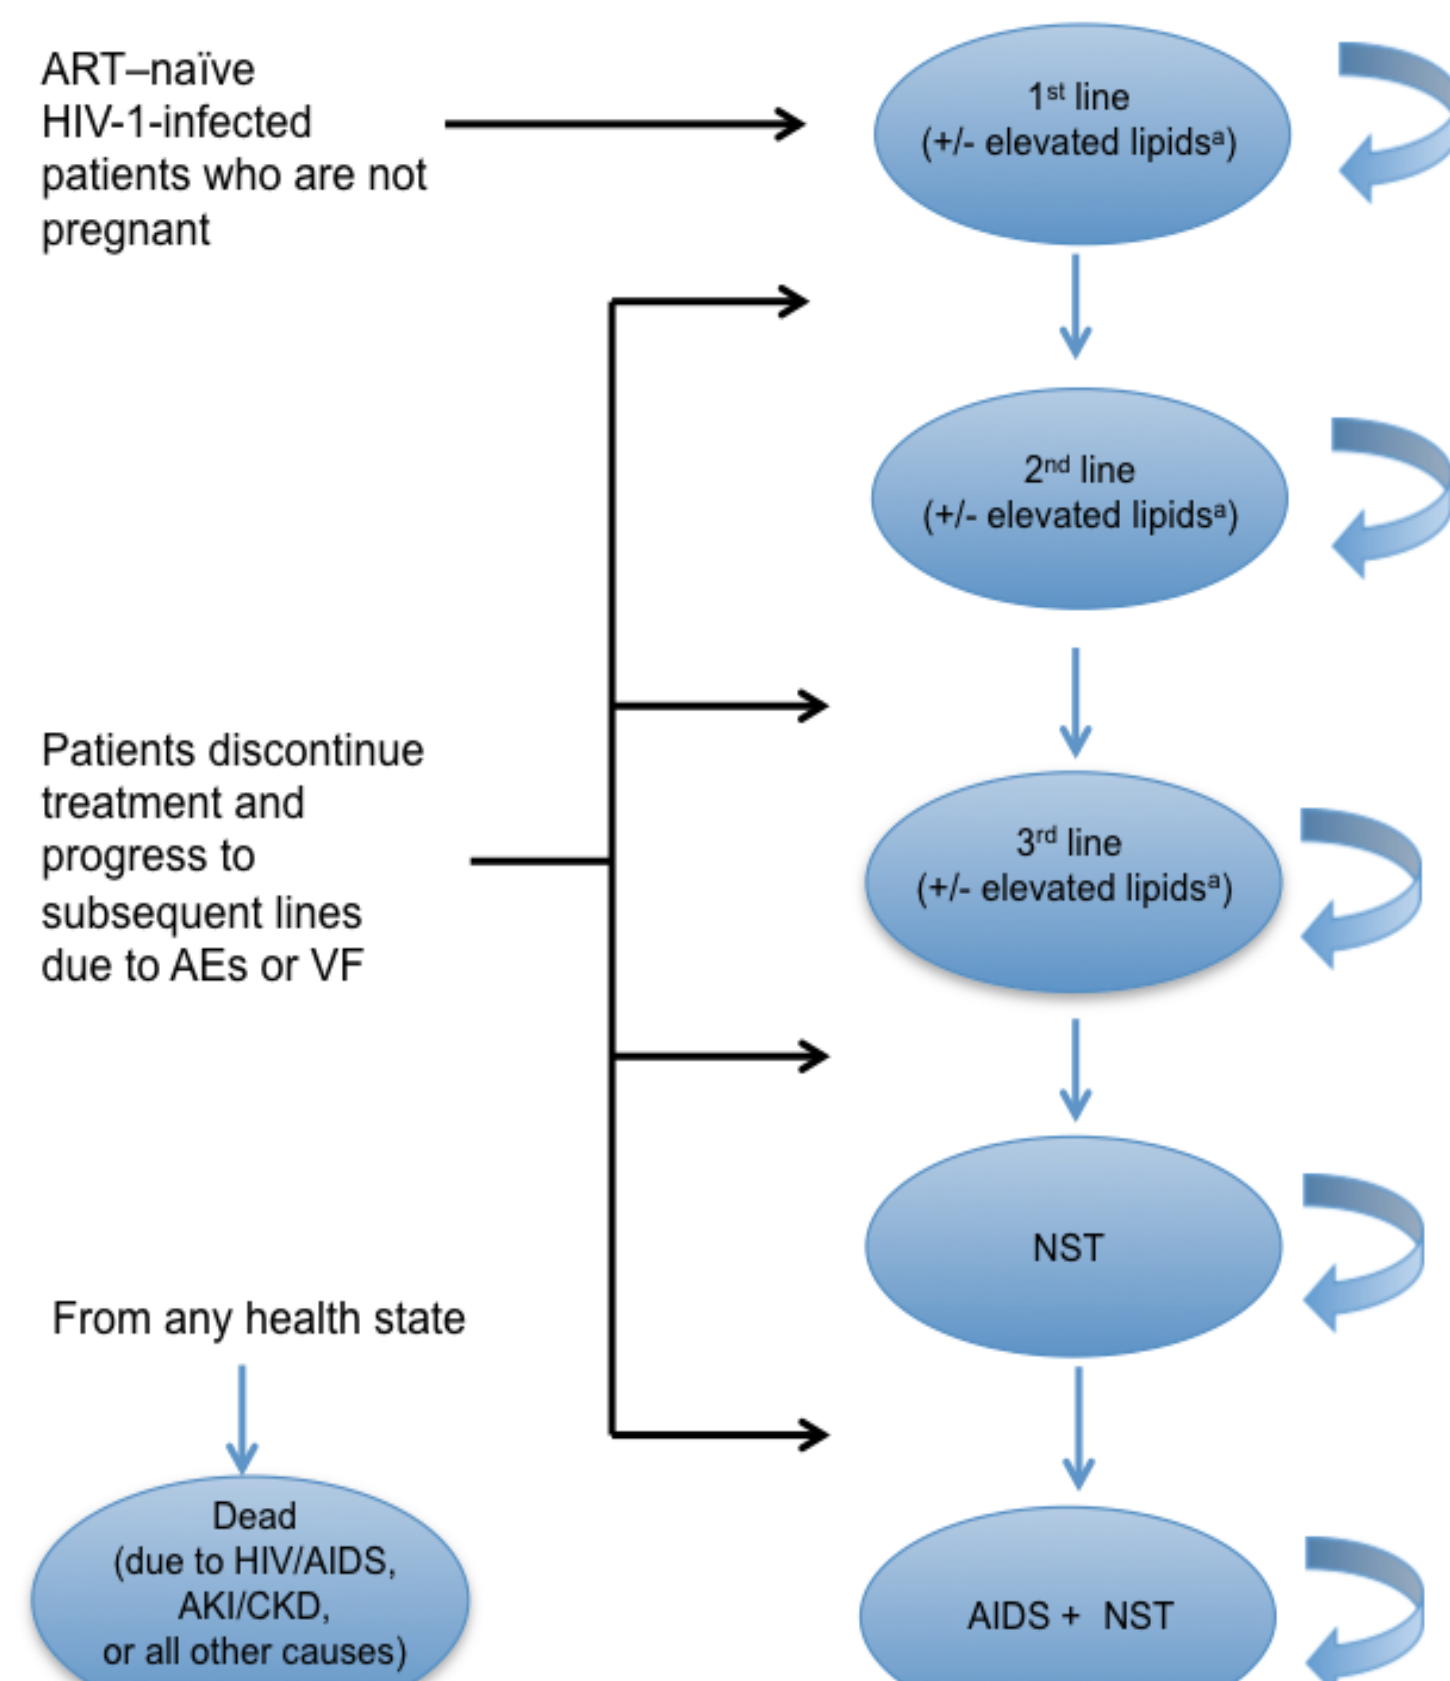 ART–naïve
HIV-1-infected
patients who are not
pregnant
1st line
(+/- elevated lipidsª)
2nd line
(+/- elevated lipidsª)
Patients discontinue
treatment and
progress to
subsequent lines
due to AEs or VF
3rd line
(+/- elevated lipidsª)
NST
From any health state
Dead
(due to HIV/AIDS,
AKI/CKD,
or all other causes)
AIDS + NST